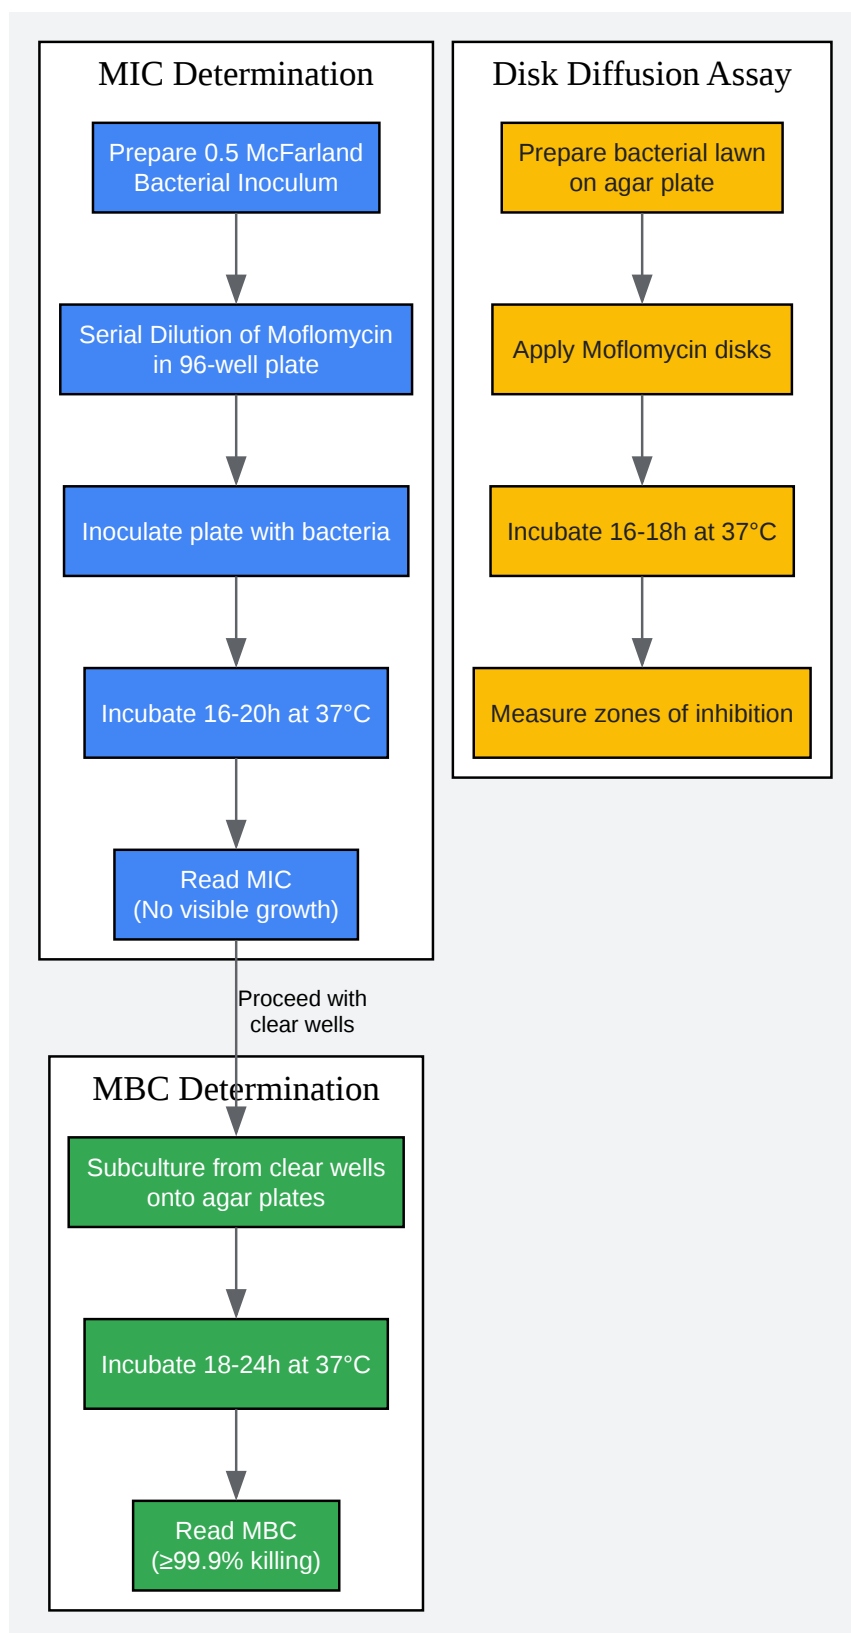 MIC Determination
Prepare 0.5 McFarland
Bacterial Inoculum
Serial Dilution of Moflomycin
in 96-well plate
Inoculate plate with bacteria
Incubate 16-20h at 37°C
Read MIC
(No visible growth)
Proceed with
clear wells
MBC Determination
Subculture from clear wells
onto agar plates
Incubate 18-24h at 37°C
Read MBC
(≥99.9% killing)
Disk Diffusion Assay
Prepare bacterial lawn
on agar plate
Apply Moflomycin disks
Incubate 16-18h at 37°C
Measure zones of inhibition